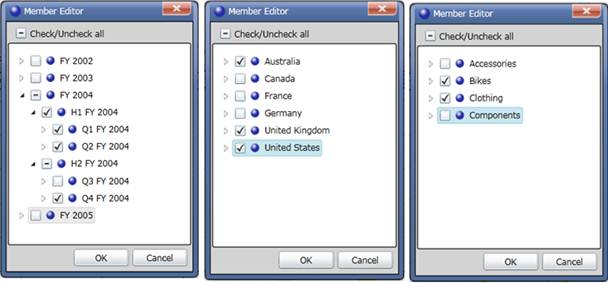 Member Editor
Check/Uncheck all
FY 2002
FY 2003
FY 2004
H1 FY 2004
Q1 FY 2004
Q2 FY 2004
H2 FY 2004
Q3 FY 2004
Q4 FY 2004
FY 2005
OK Cancel
Member Editor
Check/Uncheck all
Australia
Canada
France
Germany
United Kingdom
United States
OK Cancel
Member Editor
Check/Uncheck all
Accessories
Bikes
Clothing
Components
OK Cancel